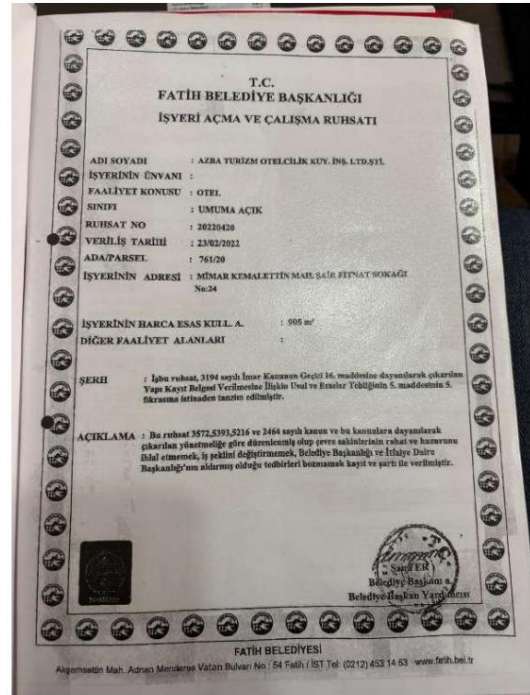 T.C.
FATİH BELEDİYE BAŞKANLIĞI
İŞYERİ AÇMA VE ÇALIŞMA RUHSATI
ADI SOYADI : AZBA TURİZM OTELCİLİK KUY. İNŞ. LTD.ŞTİ.
İŞYERİNİN ÜNVANI :
FAALİYET KONUSU : OTEL
SINIFI : UMUMA AÇIK
RUHSAT NO : 20220420
VERİLİŞ TARİHİ : 23/02/2022
ADA/PARSEL : 761/20
İŞYERİNİN ADRESİ : MİMAR KEMALETTİN MAH. ŞAİR FITNAT SOKAĞI
No:24
İŞYERİNİN HARCA ESAS KULL. A. : 905 m²
DİĞER FAALİYET ALANLARI :
ŞERH : İşbu ruhsat, 3194 sayılı İmar Kanunun Geçici 16. maddesine dayanılarak çıkarılan
Yapı Kayıt Belgesi Verilmesine İlişkin Usul ve Esaslar Tebliğinin 5. maddesinin 5.
fıkrasına istinaden tanzim edilmiştir.
AÇIKLAMA : Bu ruhsat 3572,5393,5216 ve 2464 sayılı kanun ve bu kanunlara dayanılarak
çıkarılan yönetmeliğe göre düzenlenmiş olup çevre sakinlerinin rahat ve huzurunu
ihlal etmemek, iş şeklini değiştirmemek, Belediye Başkanlığı ve İtfaiye Daire
Başkanlığı'nın aldırmış olduğu tedbirleri bozmamak kayıt ve şartı ile verilmiştir.
T.C.
Sami ER
Belediye Başkanı a.
Belediye Başkan Yardımcısı
FATİH BELEDİYESİ
Akşemsettin Mah. Adnan Menderes Vatan Bulvarı No : 54 Fatih / İST Tel: (0212) 453 14 53 www.fatih.bel.tr